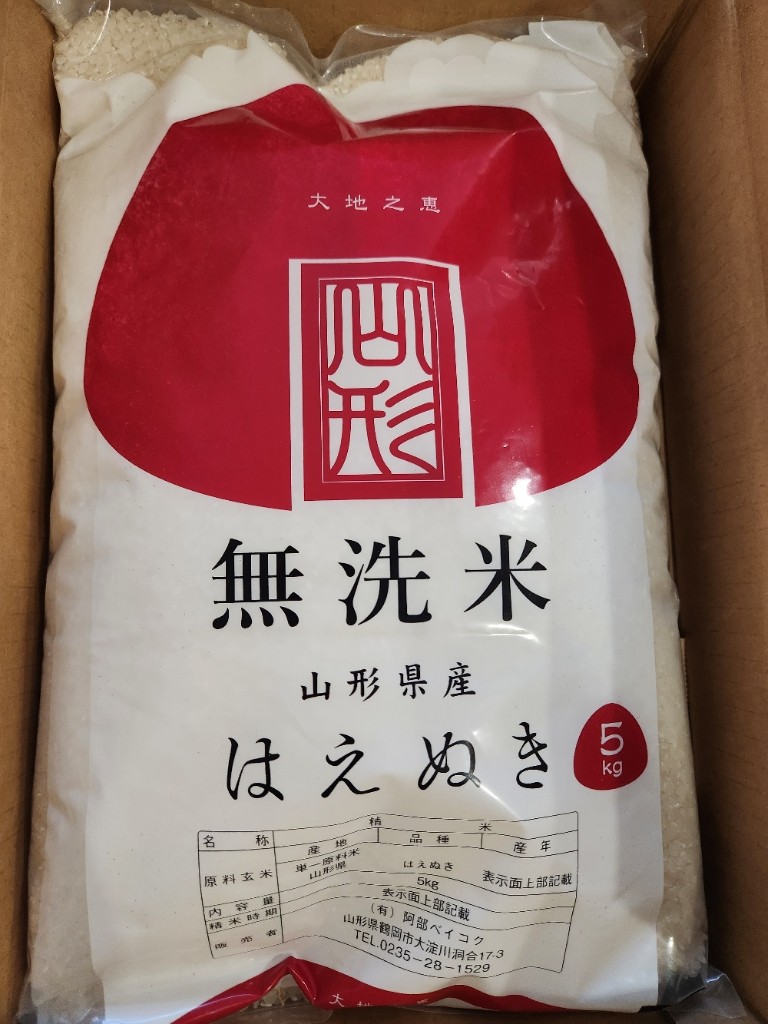 大地之恵
山形
無洗米
山形県産
はえぬき
5
kg
名称 精米
原料玄米 産地 品種 産年
単一原料米
山形県 はえぬき 表示面上部記載
内容量 5kg
精米時期 表示面上部記載
販売者 (有)阿部ベイコク
山形県鶴岡市大淀川洞合17-3
TEL.0235-28-1529
大地之恵